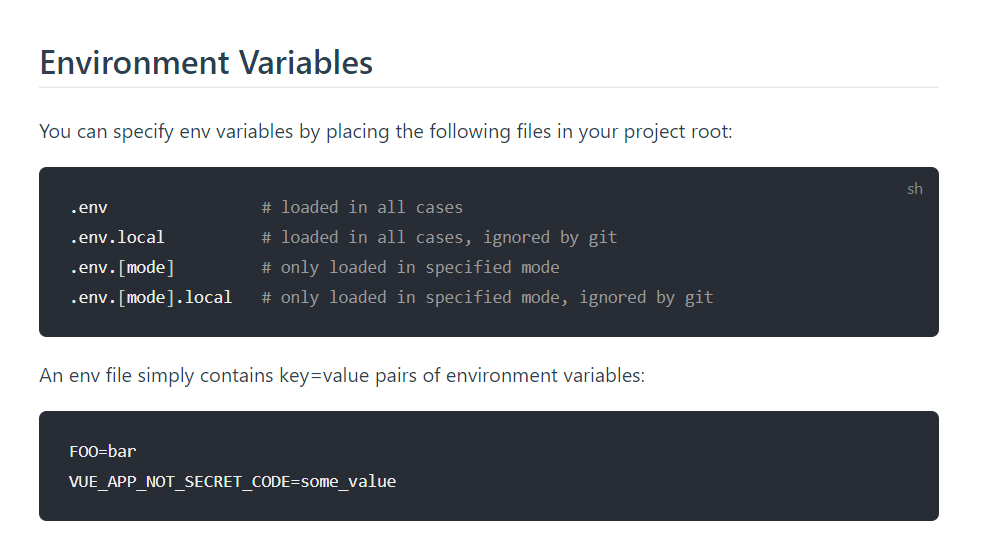 Environment Variables
You can specify env variables by placing the following files in your project root:
sh
.env                # loaded in all cases
.env.local          # loaded in all cases, ignored by git
.env.[mode]         # only loaded in specified mode
.env.[mode].local   # only loaded in specified mode, ignored by git
An env file simply contains key=value pairs of environment variables:
FOO=bar
VUE_APP_NOT_SECRET_CODE=some_value